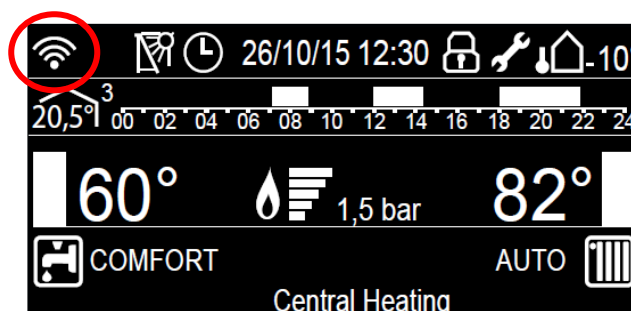 26/10/15 12:30 -10
3
20,5°
00 02 04 06 08 10 12 14 16 18 20 22 24
60° 1,5 bar 82°
COMFORT AUTO
Central Heating